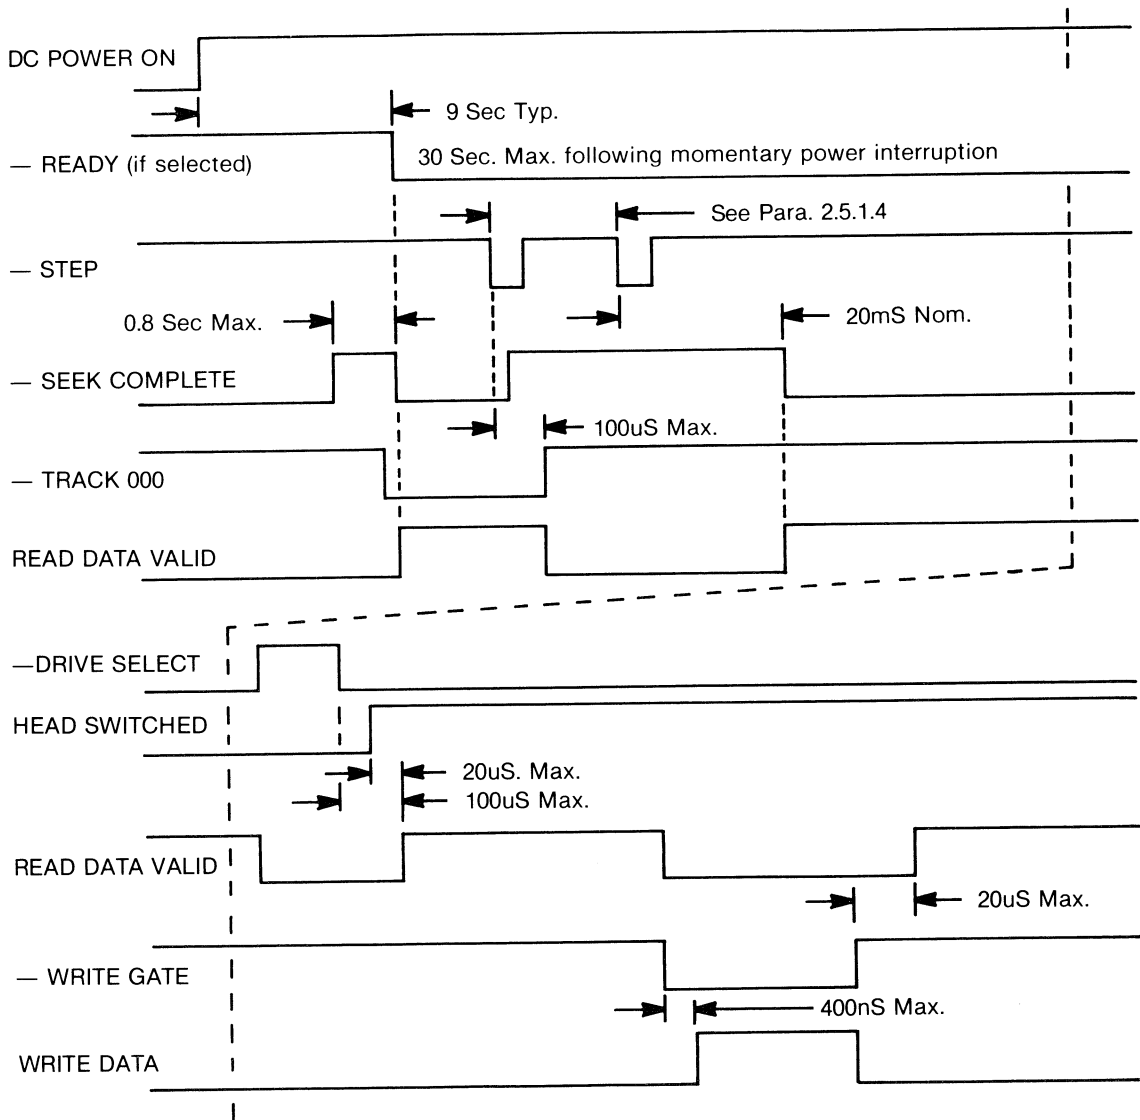 DC POWER ON
9 Sec Typ.
— READY (if selected)
30 Sec. Max. following momentary power interruption
See Para. 2.5.1.4
— STEP
0.8 Sec Max.
20mS Nom.
— SEEK COMPLETE
100uS Max.
— TRACK 000
READ DATA VALID
—DRIVE SELECT
HEAD SWITCHED
20uS. Max.
100uS Max.
READ DATA VALID
20uS Max.
— WRITE GATE
400nS Max.
WRITE DATA